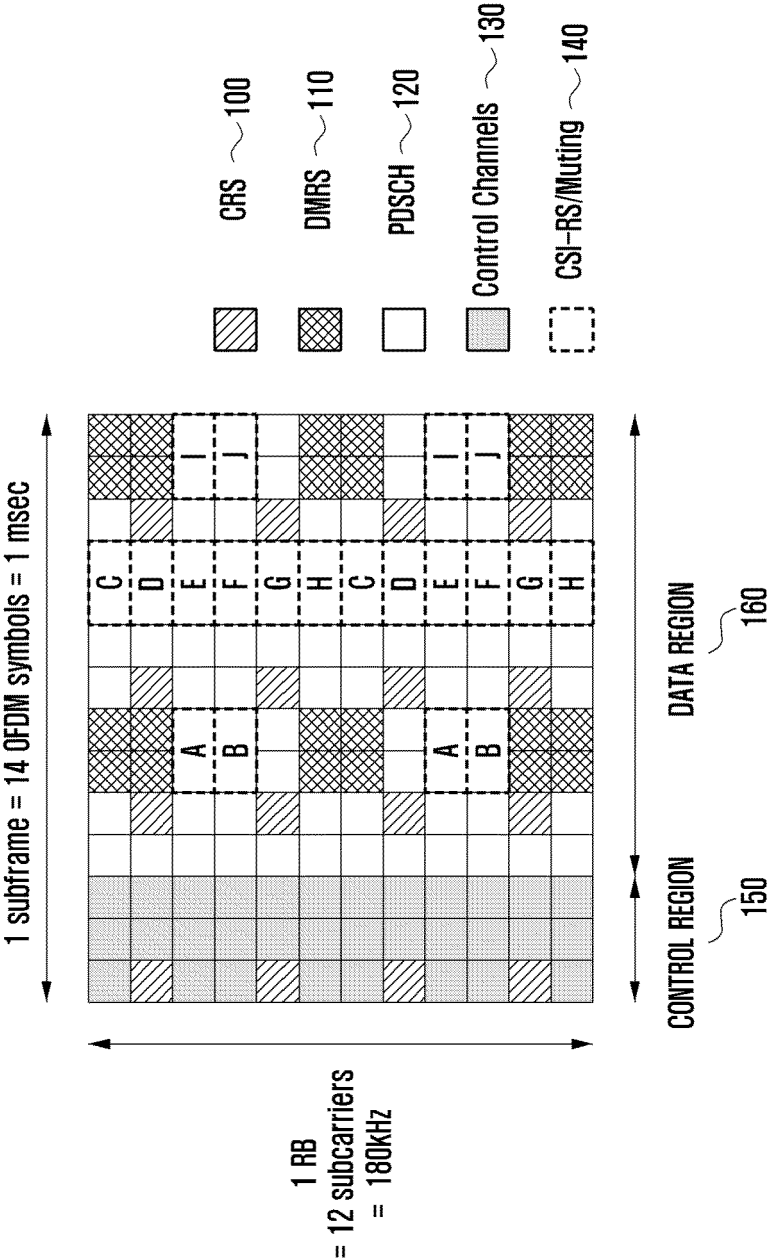 1 subframe = 14 OFDM symbols = 1 msec
1 RB
= 12 subcarriers
= 180kHz
C
D
A E I
B F J
G
H
C
D
A E I
B F J
G
H
CONTROL REGION
150
DATA REGION
160
CRS 100
DMRS 110
PDSCH 120
Control Channels 130
CSI-RS/Muting 140